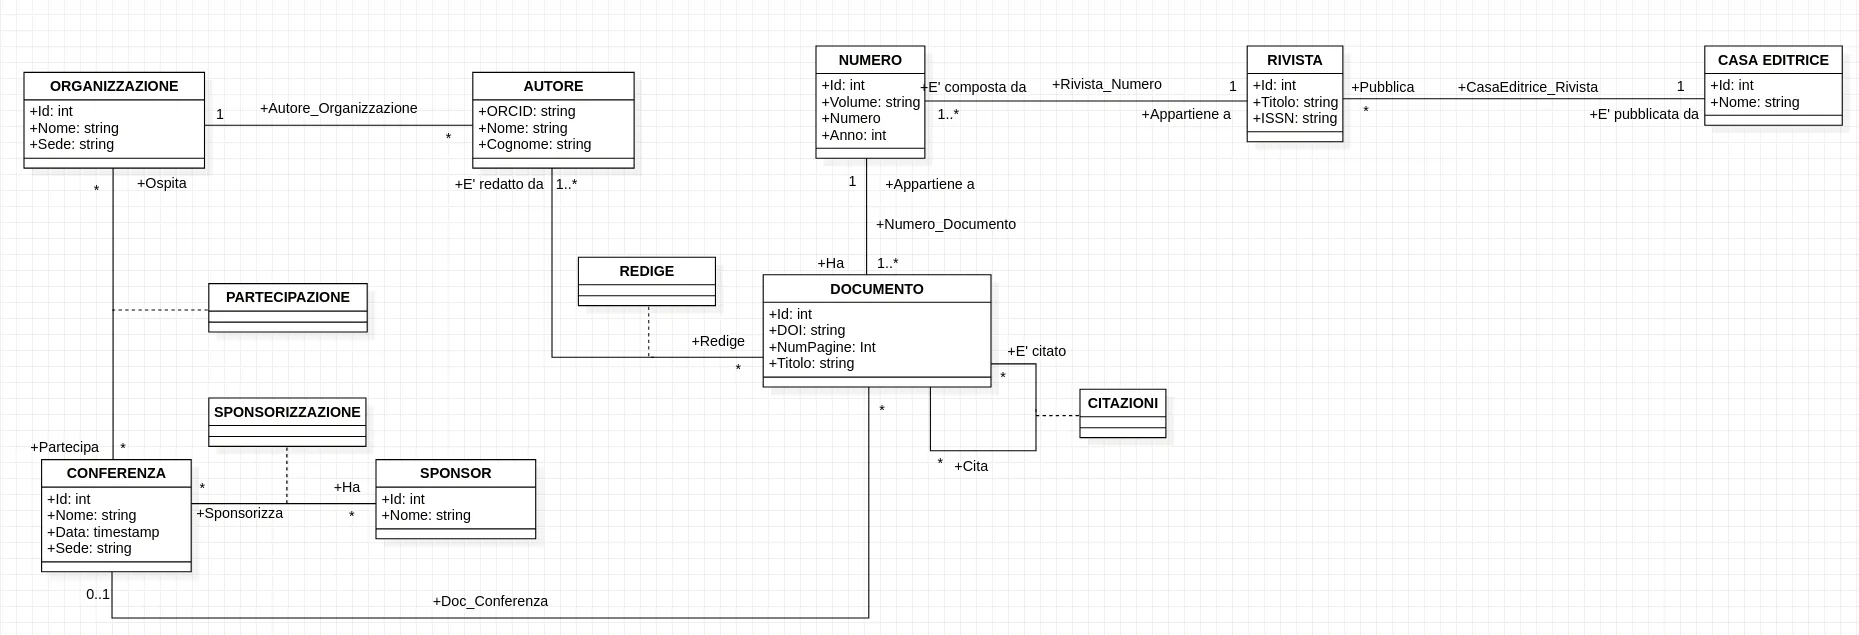 ORGANIZZAZIONE
+Id: int
+Nome: string
+Sede: string
1
+Autore_Organizzazione
*
AUTORE
+ORCID: string
+Nome: string
+Cognome: string
NUMERO
+Id: int
+Volume: string
+Numero
+Anno: int
+E' composta da
1..*
+Rivista_Numero
1
+Appartiene a
RIVISTA
+Id: int
+Titolo: string
+ISSN: string
+Pubblica
*
+CasaEditrice_Rivista
1
+E' pubblicata da
CASA EDITRICE
+Id: int
+Nome: string
*
+Ospita
+E' redatto da
1..*
1
+Appartiene a
+Numero_Documento
+Ha
1..*
REDIGE
PARTECIPAZIONE
DOCUMENTO
+Id: int
+DOI: string
+NumPagine: Int
+Titolo: string
+Redige
*
+E' citato
*
CITAZIONI
*
+Cita
*
SPONSORIZZAZIONE
+Partecipa
*
CONFERENZA
+Id: int
+Nome: string
+Data: timestamp
+Sede: string
*
+Sponsorizza
+Ha
*
SPONSOR
+Id: int
+Nome: string
0..1
+Doc_Conferenza